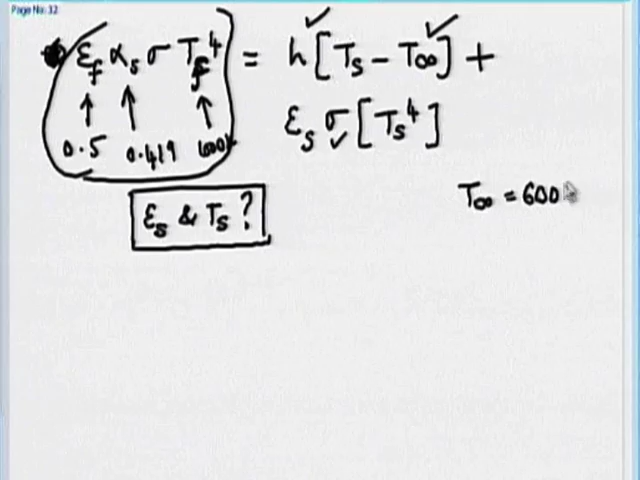 Page No: 32
ε_f α_s σ T_f^4 = h [T_s - T_∞] +
ε_s σ [T_s^4]
0.5 0.419
ε_s & T_s ?
T_∞ = 600